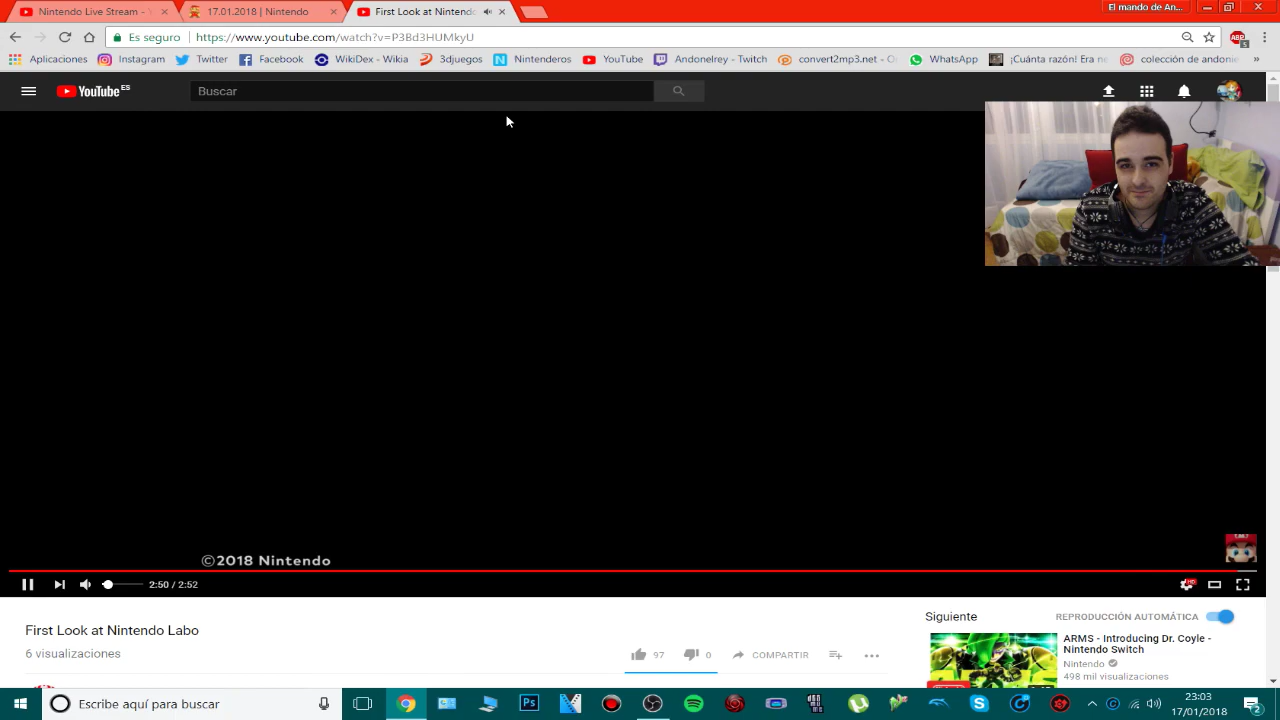 Nintendo Live Stream - Y
17.01.2018 | Nintendo
First Look at Nintendo
El mando de An...
Es seguro
https://www.youtube.com/watch?v=P3Bd3HUMkyU
Aplicaciones
Instagram
Twitter
Facebook
WikiDex - Wikia
3djuegos
Nintenderos
YouTube
Andonelrey - Twitch
convert2mp3.net - O
WhatsApp
¡Cuánta razón! Era n
colección de andonie
»
YouTube ES
Buscar
©2018 Nintendo
2:50 / 2:52
HD
First Look at Nintendo Labo
6 visualizaciones
97
0
COMPARTIR
Siguiente
REPRODUCCIÓN AUTOMÁTICA
ARMS - Introducing Dr. Coyle -
Nintendo Switch
Nintendo
498 mil visualizaciones
Escribe aquí para buscar
Ps
23:03
17/01/2018
2